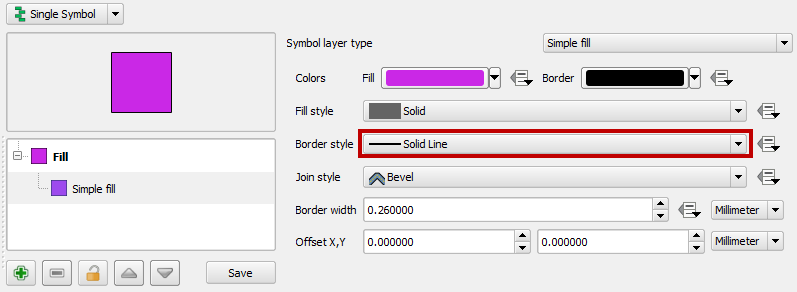 Single Symbol
Symbol layer type Simple fill
Colors Fill Border
Fill style Solid
Border style Solid Line
Fill
Simple fill
Join style Bevel
Border width 0.260000 Millimeter
Offset X,Y 0.000000 0.000000 Millimeter
Save